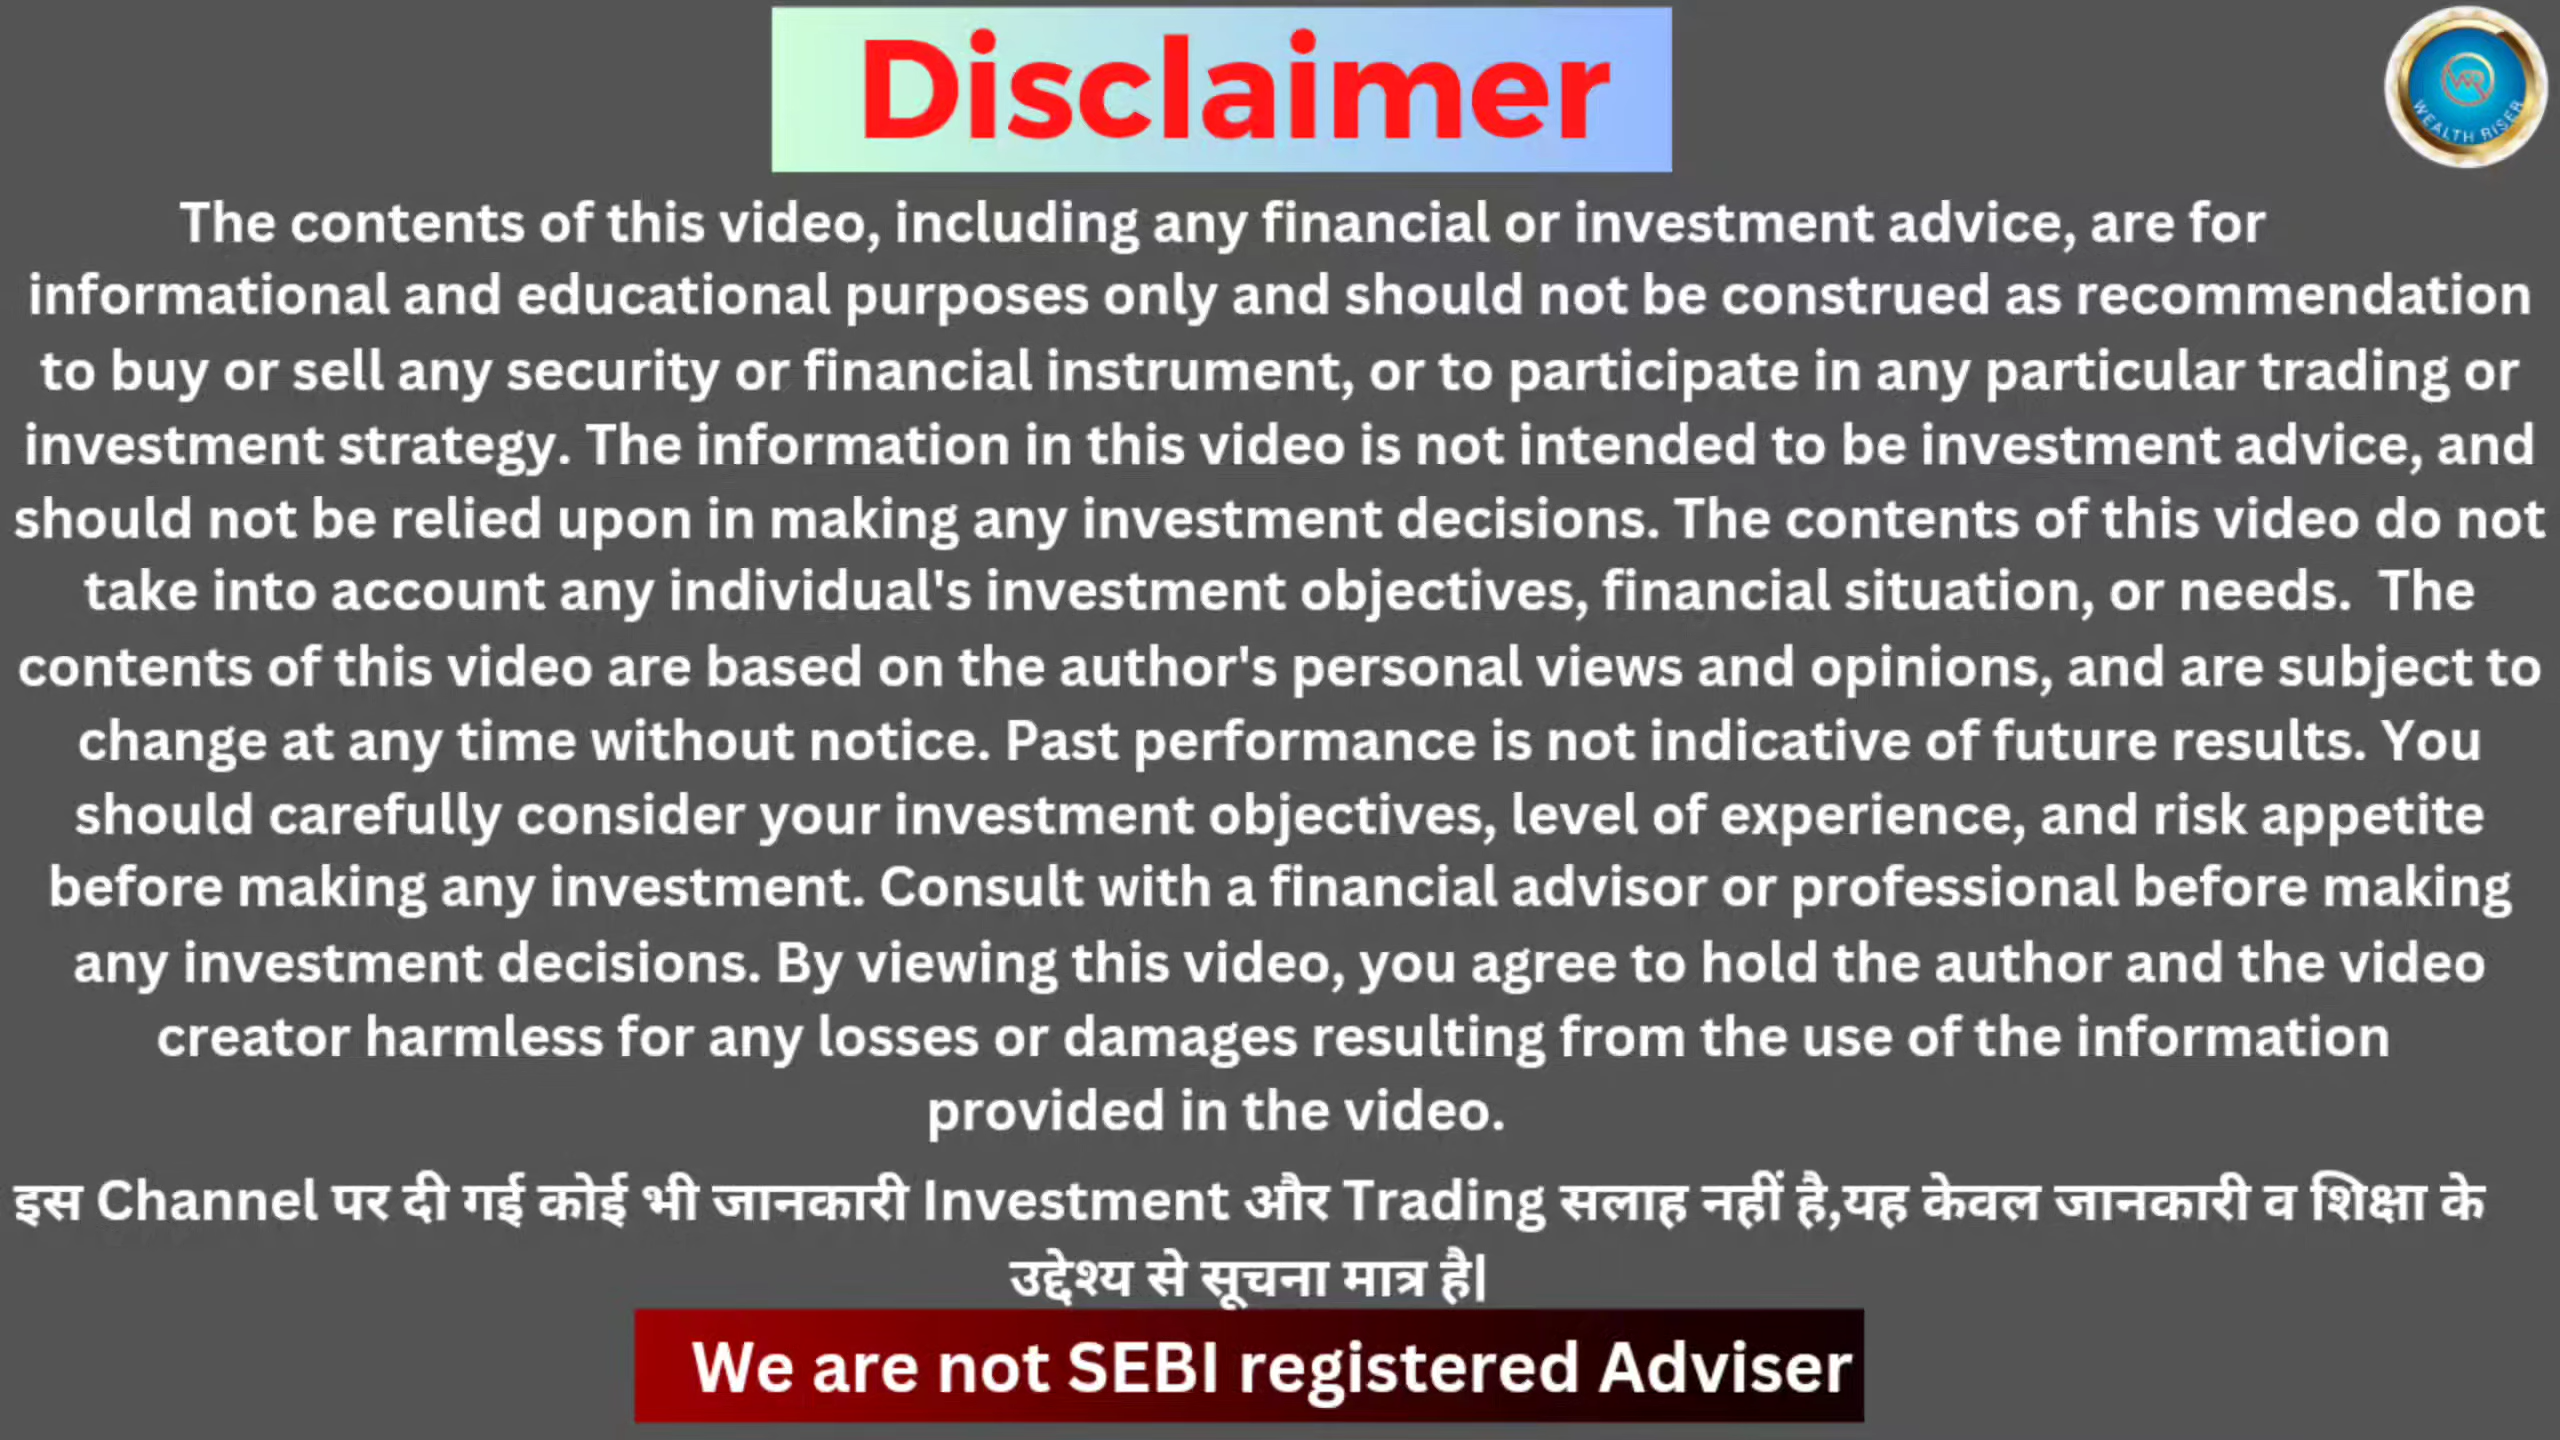 Disclaimer
WEALTH RISER
The contents of this video, including any financial or investment advice, are for
informational and educational purposes only and should not be construed as recommendation
to buy or sell any security or financial instrument, or to participate in any particular trading or
investment strategy. The information in this video is not intended to be investment advice, and
should not be relied upon in making any investment decisions. The contents of this video do not
take into account any individual's investment objectives, financial situation, or needs. The
contents of this video are based on the author's personal views and opinions, and are subject to
change at any time without notice. Past performance is not indicative of future results. You
should carefully consider your investment objectives, level of experience, and risk appetite
before making any investment. Consult with a financial advisor or professional before making
any investment decisions. By viewing this video, you agree to hold the author and the video
creator harmless for any losses or damages resulting from the use of the information
provided in the video.
इस Channel पर दी गई कोई भी जानकारी Investment और Trading सलाह नहीं है,यह केवल जानकारी व शिक्षा के
उद्देश्य से सूचना मात्र है|
We are not SEBI registered Adviser